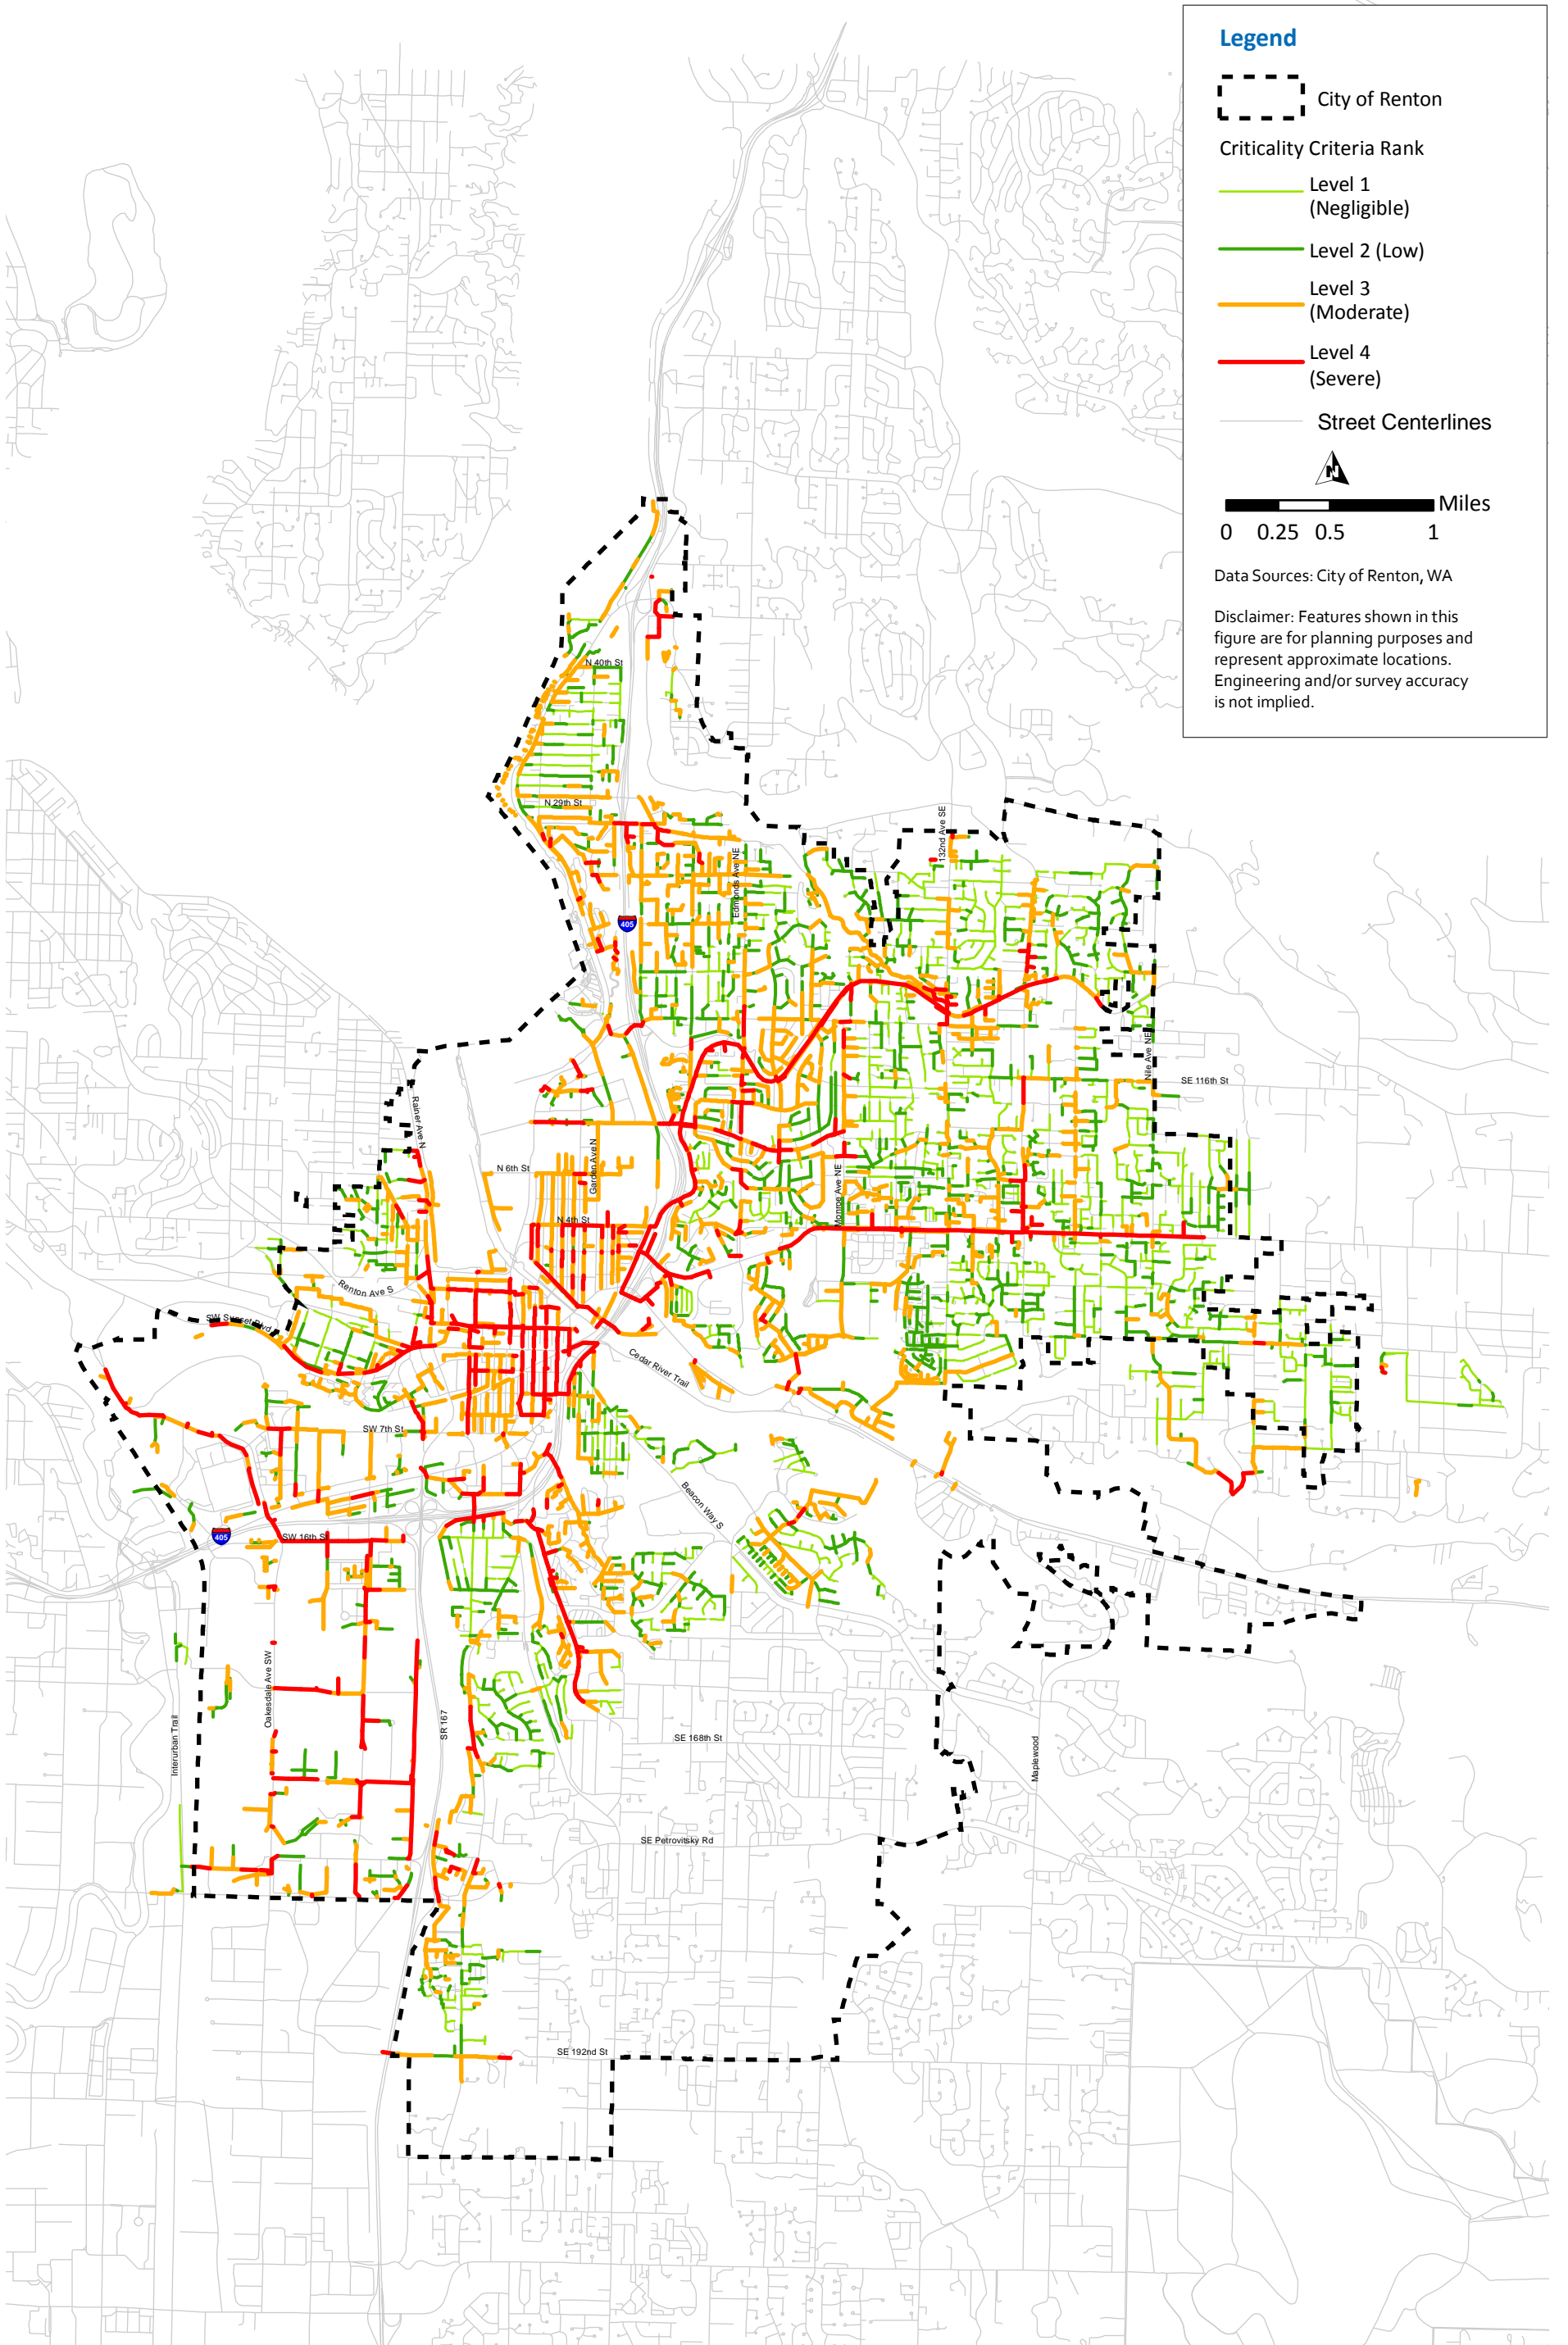 Legend
City of Renton
Criticality Criteria Rank
Level 1
(Negligible)
Level 2 (Low)
Level 3
(Moderate)
Level 4
(Severe)
Street Centerlines
N
Miles
0 0.25 0.5 1
Data Sources: City of Renton, WA
Disclaimer: Features shown in this
figure are for planning purposes and
represent approximate locations.
Engineering and/or survey accuracy
is not implied.
N 40th St
N 29th St
132nd Ave SE
Edmonds Ave NE
405
Nile Ave NE
SE 116th St
Rainer Ave N
Garden Ave N
N 6th St
Monroe Ave NE
N 4th St
Renton Ave S
SW Sunset Blvd
Cedar River Trail
SW 7th St
Beacon Way S
405
SW 16th St
Oakesdale Ave SW
Interurban Trail
SR 167
SE 168th St
Maplewood
SE Petrovitsky Rd
SE 192nd St